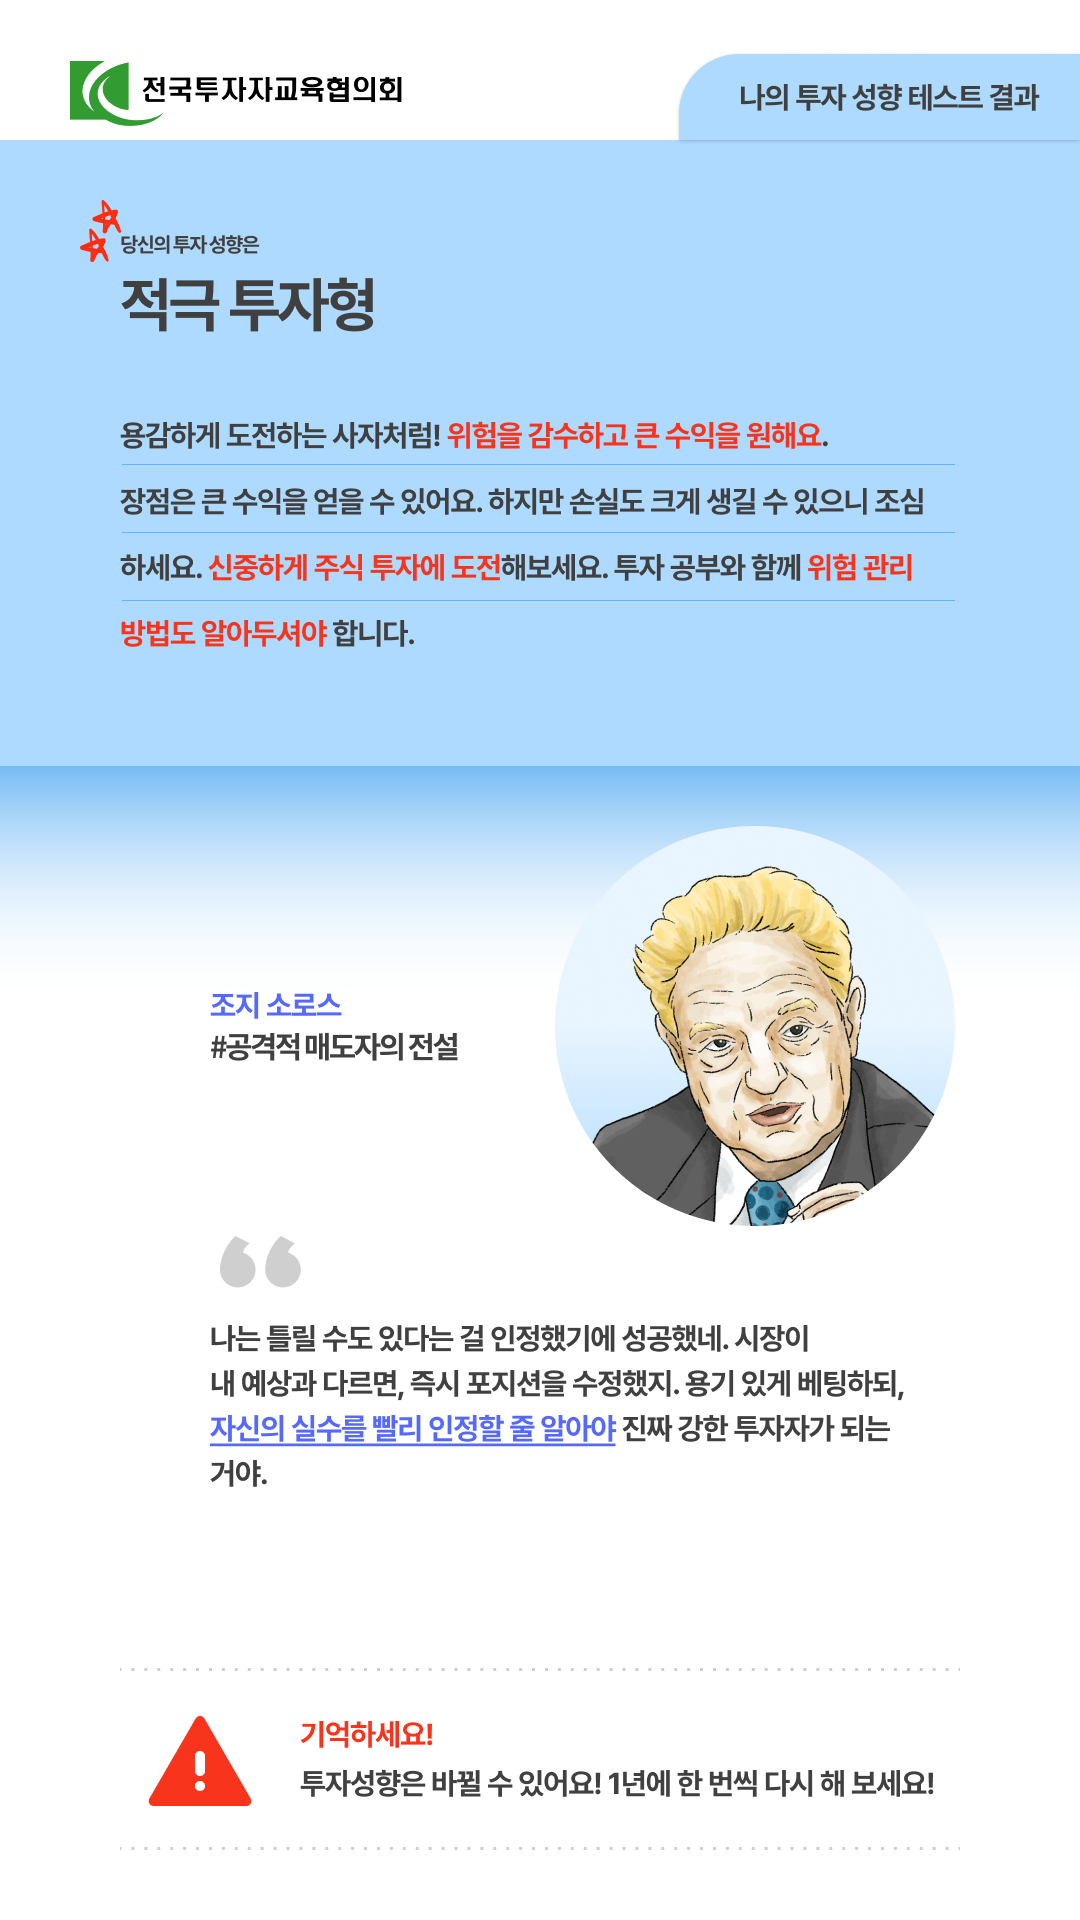 전국투자자교육협의회
나의 투자 성향 테스트 결과
당신의 투자 성향은
적극 투자형
용감하게 도전하는 사자처럼! 위험을 감수하고 큰 수익을 원해요.
장점은 큰 수익을 얻을 수 있어요. 하지만 손실도 크게 생길 수 있으니 조심
하세요. 신중하게 주식 투자에 도전해보세요. 투자 공부와 함께 위험 관리
방법도 알아두셔야 합니다.
조지 소로스
#공격적 매도자의 전설
“
나는 틀릴 수도 있다는 걸 인정했기에 성공했네. 시장이
내 예상과 다르면, 즉시 포지션을 수정했지. 용기 있게 베팅하되,
자신의 실수를 빨리 인정할 줄 알아야 진짜 강한 투자자가 되는
거야.
기억하세요!
투자성향은 바뀔 수 있어요! 1년에 한 번씩 다시 해 보세요!